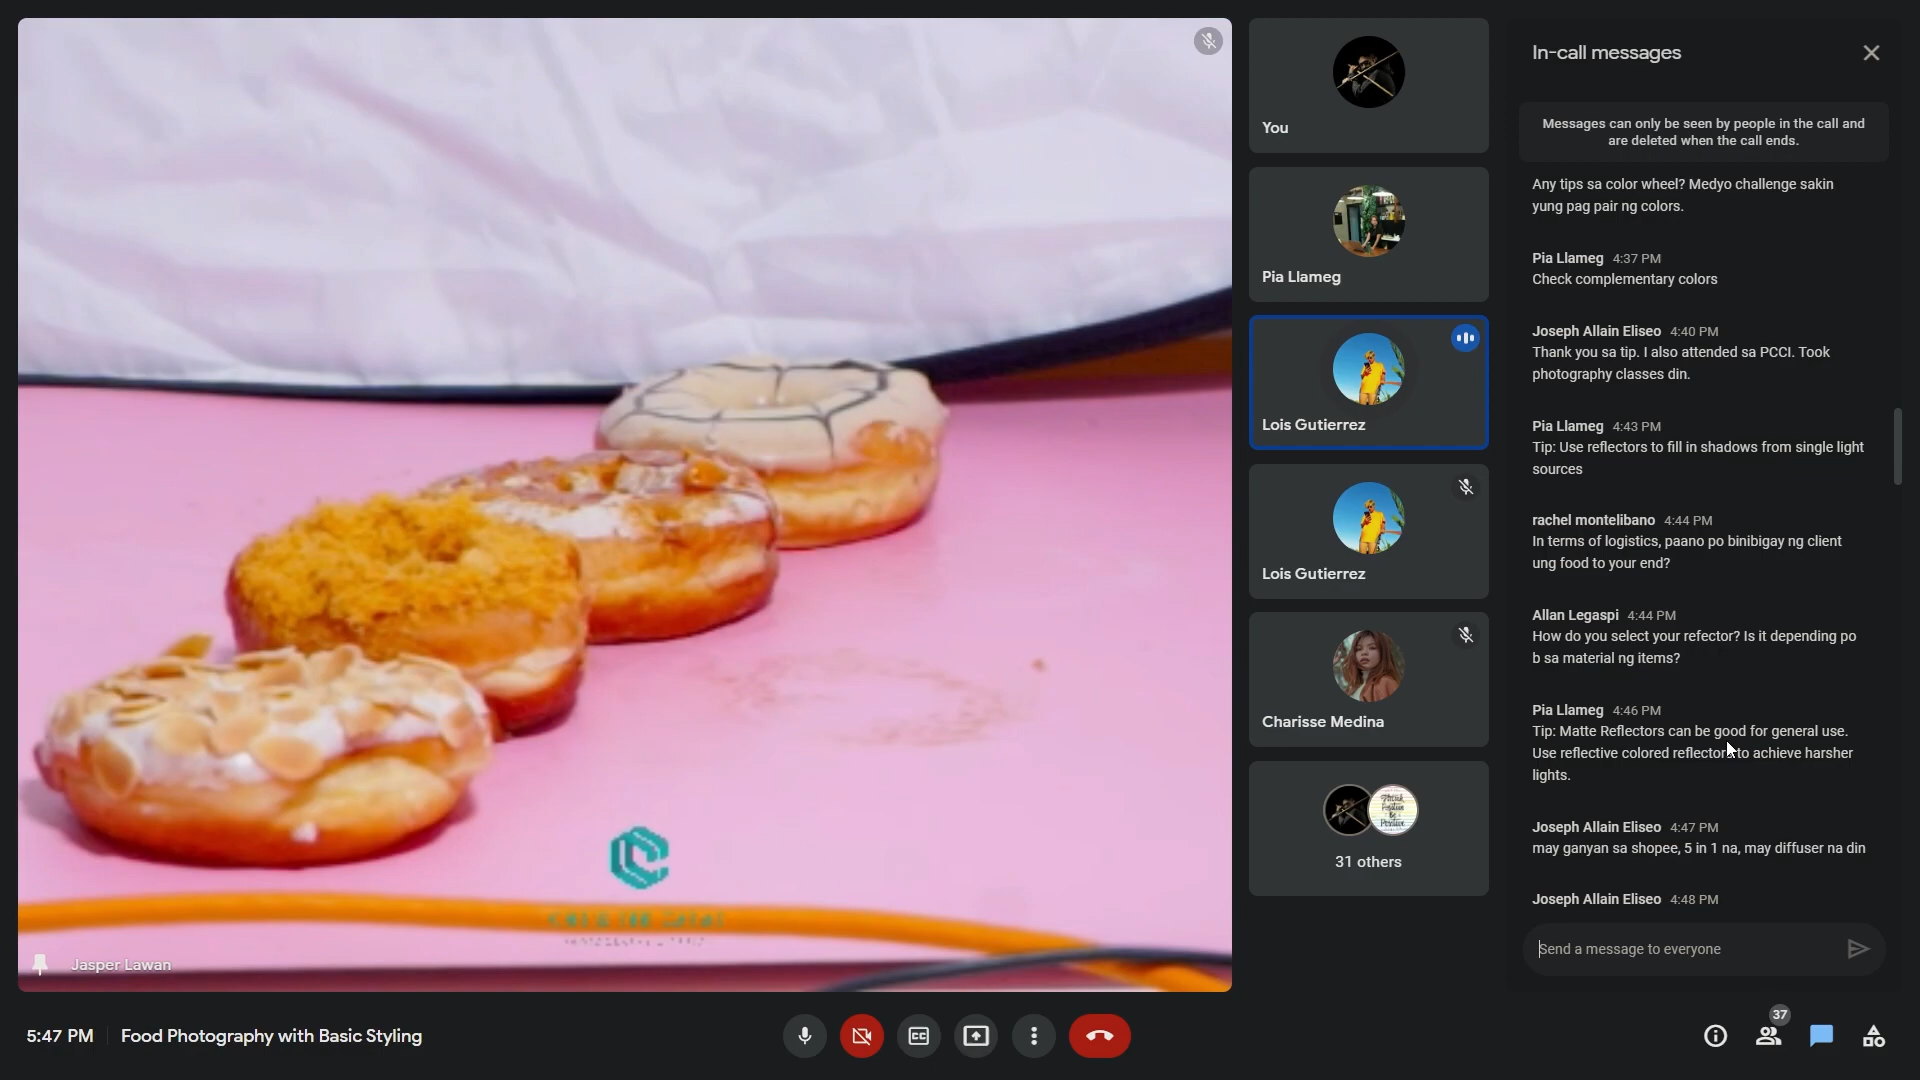 Jasper Lawan
You
Pia Llameg
Lois Gutierrez
Lois Gutierrez
Charisse Medina
31 others
In-call messages
Messages can only be seen by people in the call and
are deleted when the call ends.
Any tips sa color wheel? Medyo challenge sakin
yung pag pair ng colors.
Pia Llameg 4:37 PM
Check complementary colors
Joseph Allain Eliseo 4:40 PM
Thank you sa tip. I also attended sa PCCI. Took
photography classes din.
Pia Llameg 4:43 PM
Tip: Use reflectors to fill in shadows from single light
sources
rachel montelibano 4:44 PM
In terms of logistics, paano po binibigay ng client
ung food to your end?
Allan Legaspi 4:44 PM
How do you select your refector? Is it depending po
b sa material ng items?
Pia Llameg 4:46 PM
Tip: Matte Reflectors can be good for general use.
Use reflective colored reflectors to achieve harsher
lights.
Joseph Allain Eliseo 4:47 PM
may ganyan sa shopee, 5 in 1 na, may diffuser na din
Joseph Allain Eliseo 4:48 PM
Send a message to everyone
5:47 PM Food Photography with Basic Styling
CC
37